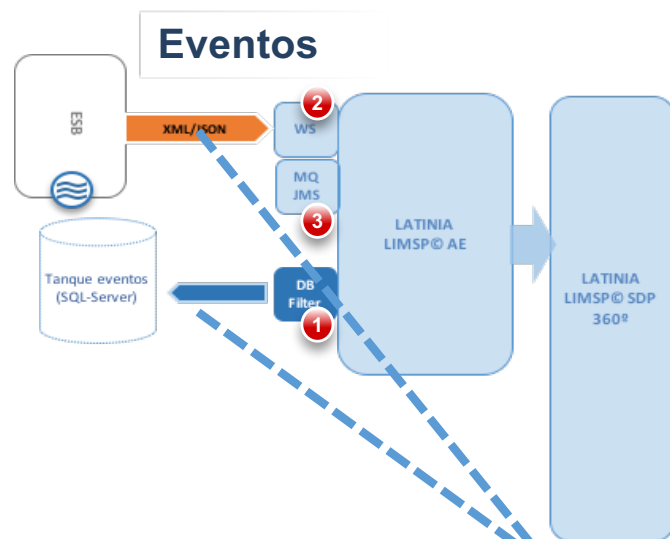 Eventos
ESB
XML/JSON
2
WS
MQ
JMS
3
LATINIA
LIMSP© AE
Tanque eventos
(SQL-Server)
DB
Filter
1
LATINIA
LIMSP© SDP
360º